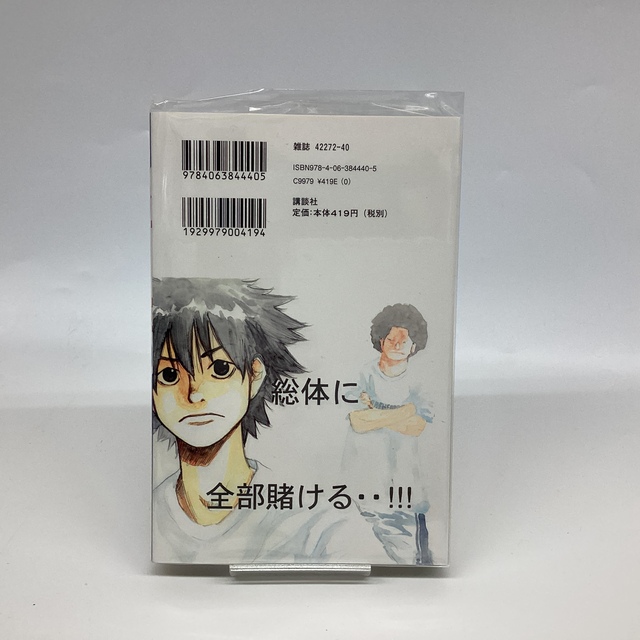 雑誌 42272-40
9784063844405
ISBN978-4-06-384440-5
C9979 ¥419E (0)
講談社
定価:本体419円 (税別)
1929979004194
総体に
全部賭ける・・!!!